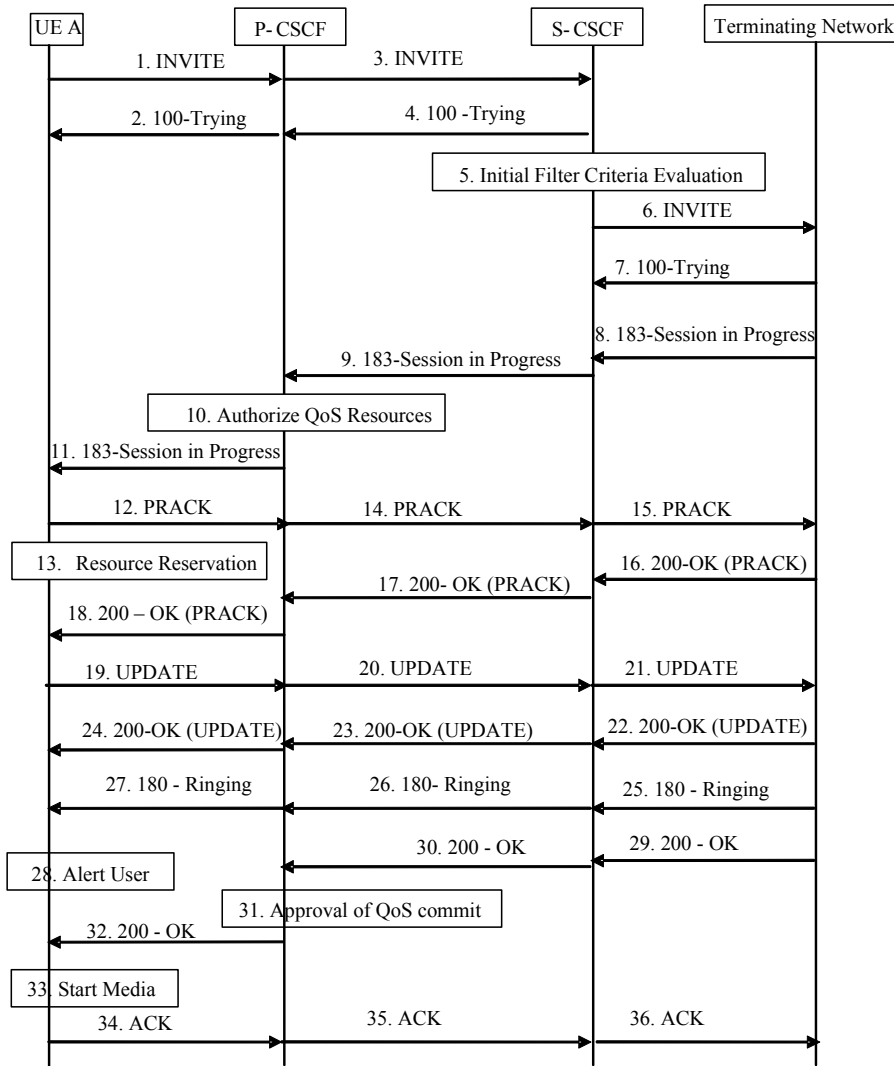 UE A
P- CSCF
S- CSCF
Terminating Network
1. INVITE
3. INVITE
2. 100-Trying
4. 100 -Trying
5. Initial Filter Criteria Evaluation
6. INVITE
7. 100-Trying
8. 183-Session in Progress
9. 183-Session in Progress
10. Authorize QoS Resources
11. 183-Session in Progress
12. PRACK
14. PRACK
15. PRACK
13. Resource Reservation
16. 200-OK (PRACK)
17. 200- OK (PRACK)
18. 200 – OK (PRACK)
19. UPDATE
20. UPDATE
21. UPDATE
24. 200-OK (UPDATE)
23. 200-OK (UPDATE)
22. 200-OK (UPDATE)
27. 180 - Ringing
26. 180- Ringing
25. 180 - Ringing
30. 200 - OK
29. 200 - OK
28. Alert User
31. Approval of QoS commit
32. 200 - OK
33. Start Media
34. ACK
35. ACK
36. ACK